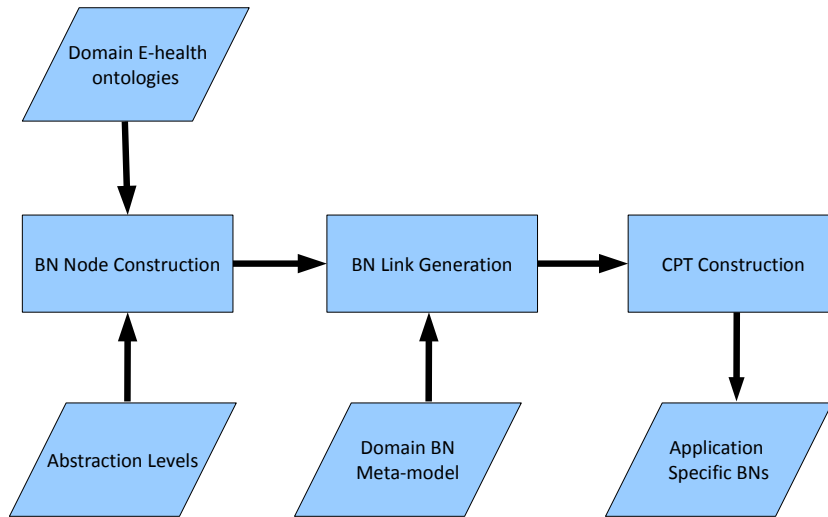 Domain E-health
ontologies
BN Node Construction
BN Link Generation
CPT Construction
Abstraction Levels
Domain BN
Meta-model
Application
Specific BNs